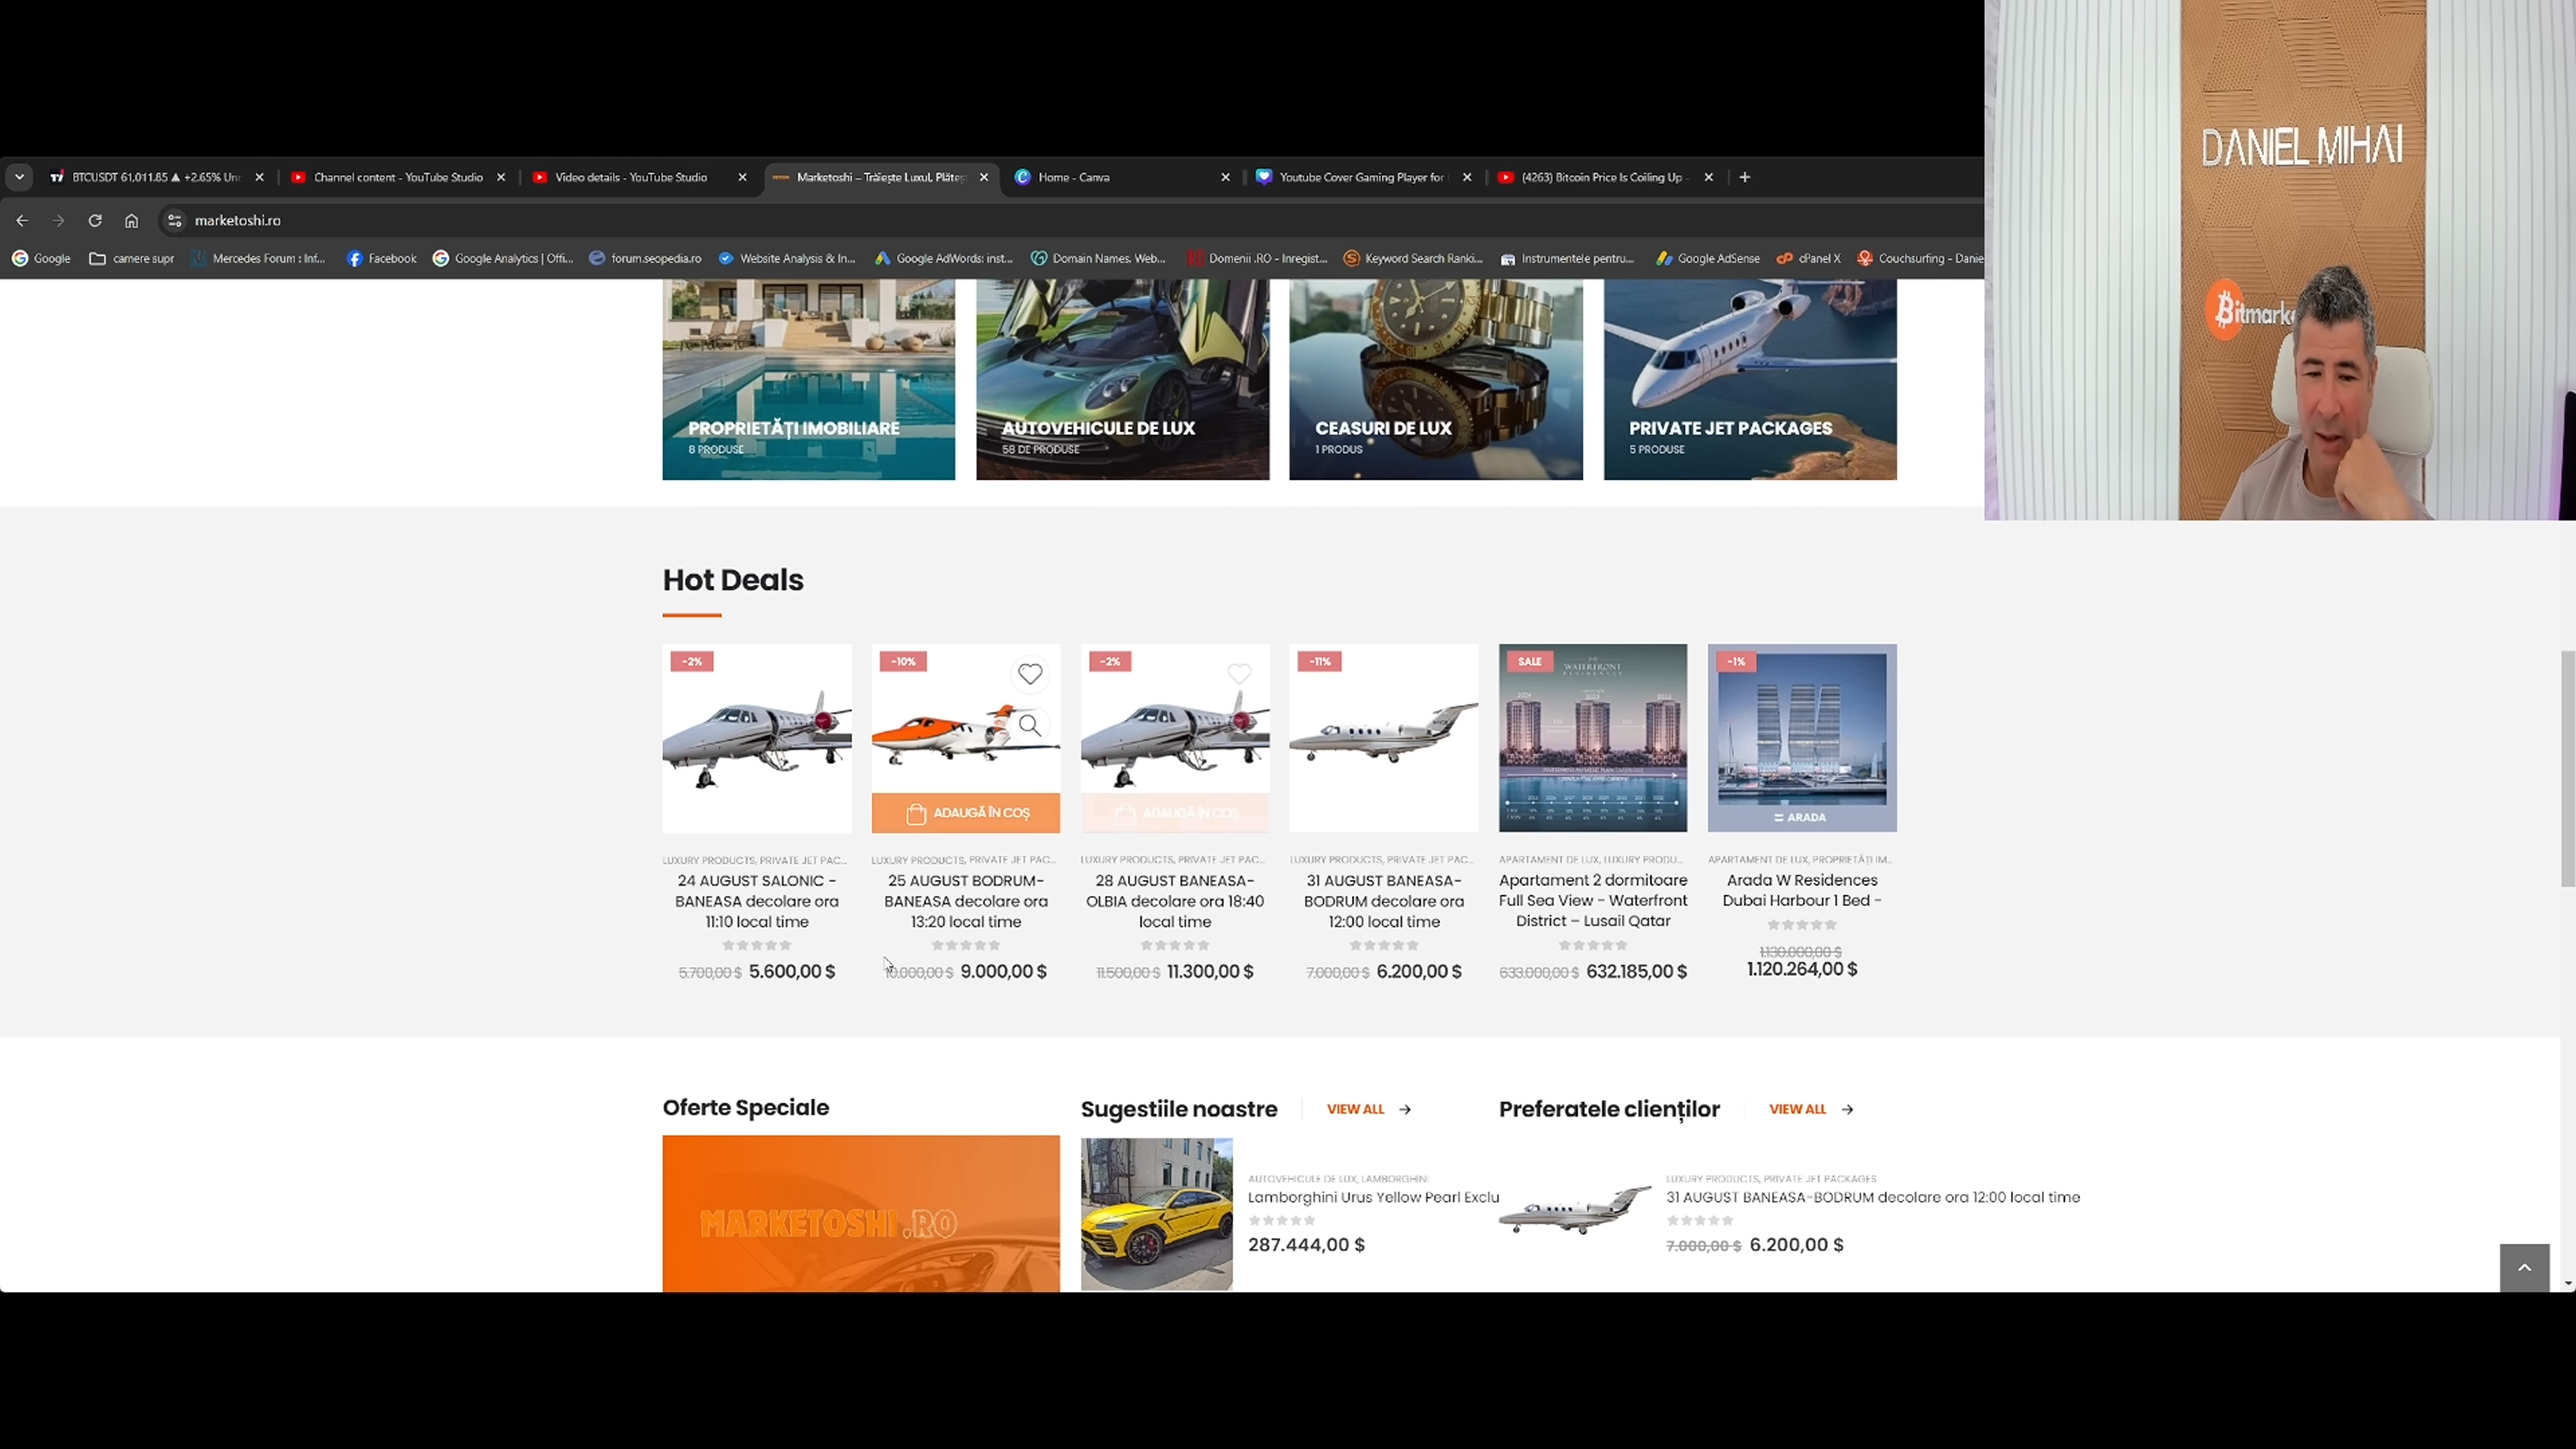 BTCUSDT 61,011.85 ▲ +2.65% Un
Channel content - YouTube Studio
Video details - YouTube Studio
Marketoshi – Trăiește Luxul, Plăteș
Home - Canva
Youtube Cover Gaming Player for
(4263) Bitcoin Price Is Coiling Up -
marketoshi.ro
Google
camere supr
Mercedes Forum : Inf...
Facebook
Google Analytics | Offi...
forum.seopedia.ro
Website Analysis & In...
Google AdWords: inst...
Domain Names. Web...
Domenii .RO - Inregist...
Keyword Search Ranki...
Instrumentele pentru...
Google AdSense
cPanel X
Couchsurfing - Danie
DANIEL MIHAI
Bitmark
PROPRIETĂȚI IMOBILIARE
8 PRODUSE
AUTOVEHICULE DE LUX
58 DE PRODUSE
CEASURI DE LUX
1 PRODUS
PRIVATE JET PACKAGES
5 PRODUSE
Hot Deals
-2%
LUXURY PRODUCTS, PRIVATE JET PAC...
24 AUGUST SALONIC -
BANEASA decolare ora
11:10 local time
5.700,00 $ 5.600,00 $
-10%
ADAUGĂ ÎN COȘ
LUXURY PRODUCTS, PRIVATE JET PAC...
25 AUGUST BODRUM-
BANEASA decolare ora
13:20 local time
10.000,00 $ 9.000,00 $
-2%
ADAUGĂ ÎN COȘ
LUXURY PRODUCTS, PRIVATE JET PAC...
28 AUGUST BANEASA-
OLBIA decolare ora 18:40
local time
11.500,00 $ 11.300,00 $
-11%
LUXURY PRODUCTS, PRIVATE JET PAC...
31 AUGUST BANEASA-
BODRUM decolare ora
12:00 local time
7.000,00 $ 6.200,00 $
SALE
WATERFRONT
RESIDENCES
APARTAMENT DE LUX, LUXURY PRODU...
Apartament 2 dormitoare
Full Sea View - Waterfront
District – Lusail Qatar
633.000,00 $ 632.185,00 $
-1%
ARADA
APARTAMENT DE LUX, PROPRIETĂȚI IM...
Arada W Residences
Dubai Harbour 1 Bed -
1.130.000,00 $
1.120.264,00 $
Oferte Speciale
MARKETOSHI.RO
Sugestiile noastre
VIEW ALL
AUTOVEHICULE DE LUX, LAMBORGHINI
Lamborghini Urus Yellow Pearl Exclu
287.444,00 $
Preferatele clienților
VIEW ALL
LUXURY PRODUCTS, PRIVATE JET PACKAGES
31 AUGUST BANEASA-BODRUM decolare ora 12:00 local time
7.000,00 $ 6.200,00 $